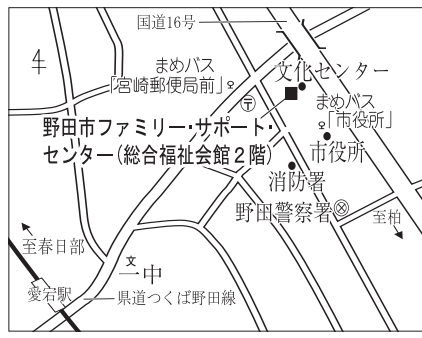 国道16号
まめバス
「宮崎郵便局前」
文化センター
まめバス
「市役所」
野田市ファミリー・サポート・
センター(総合福祉会館2階)
市役所
消防署
野田警察署
至柏
至春日部
文
一中
愛宕駅
県道つくば野田線